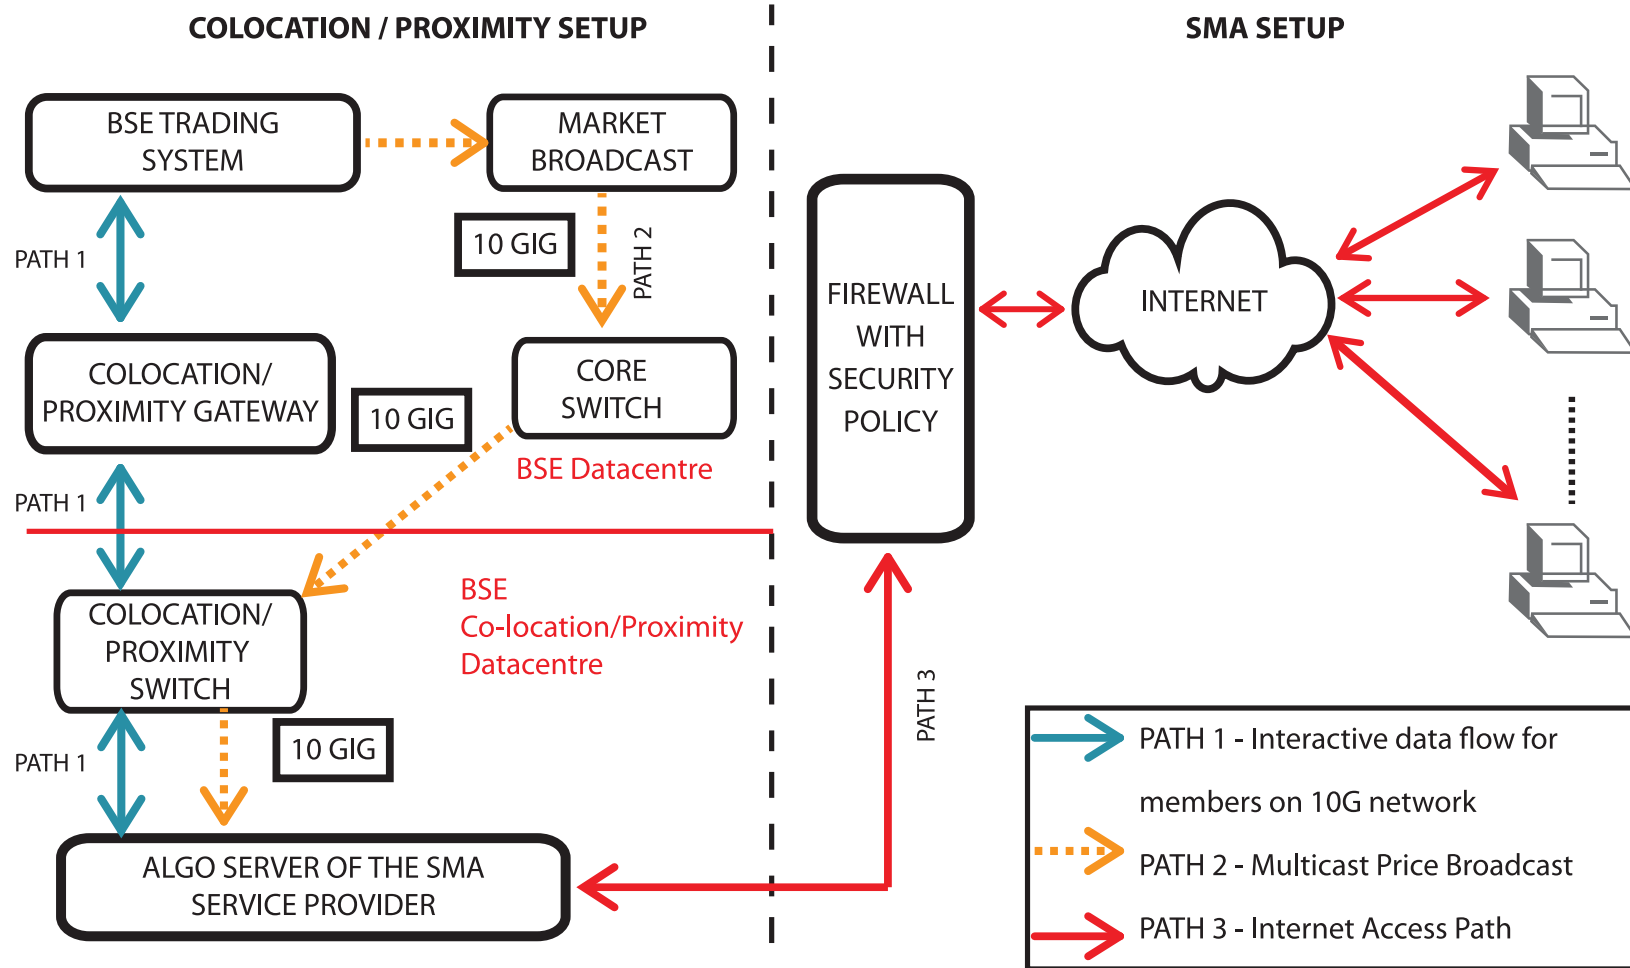 COLOCATION / PROXIMITY SETUP
SMA SETUP
BSE TRADING
SYSTEM
MARKET
BROADCAST
PATH 1
10 GIG
PATH 2
COLOCATION/
PROXIMITY GATEWAY
10 GIG
CORE
SWITCH
BSE Datacentre
PATH 1
BSE
Co-location/Proximity
Datacentre
COLOCATION/
PROXIMITY
SWITCH
PATH 1
10 GIG
ALGO SERVER OF THE SMA
SERVICE PROVIDER
FIREWALL
WITH
SECURITY
POLICY
INTERNET
PATH 3
PATH 1 - Interactive data flow for
members on 10G network
PATH 2 - Multicast Price Broadcast
PATH 3 - Internet Access Path